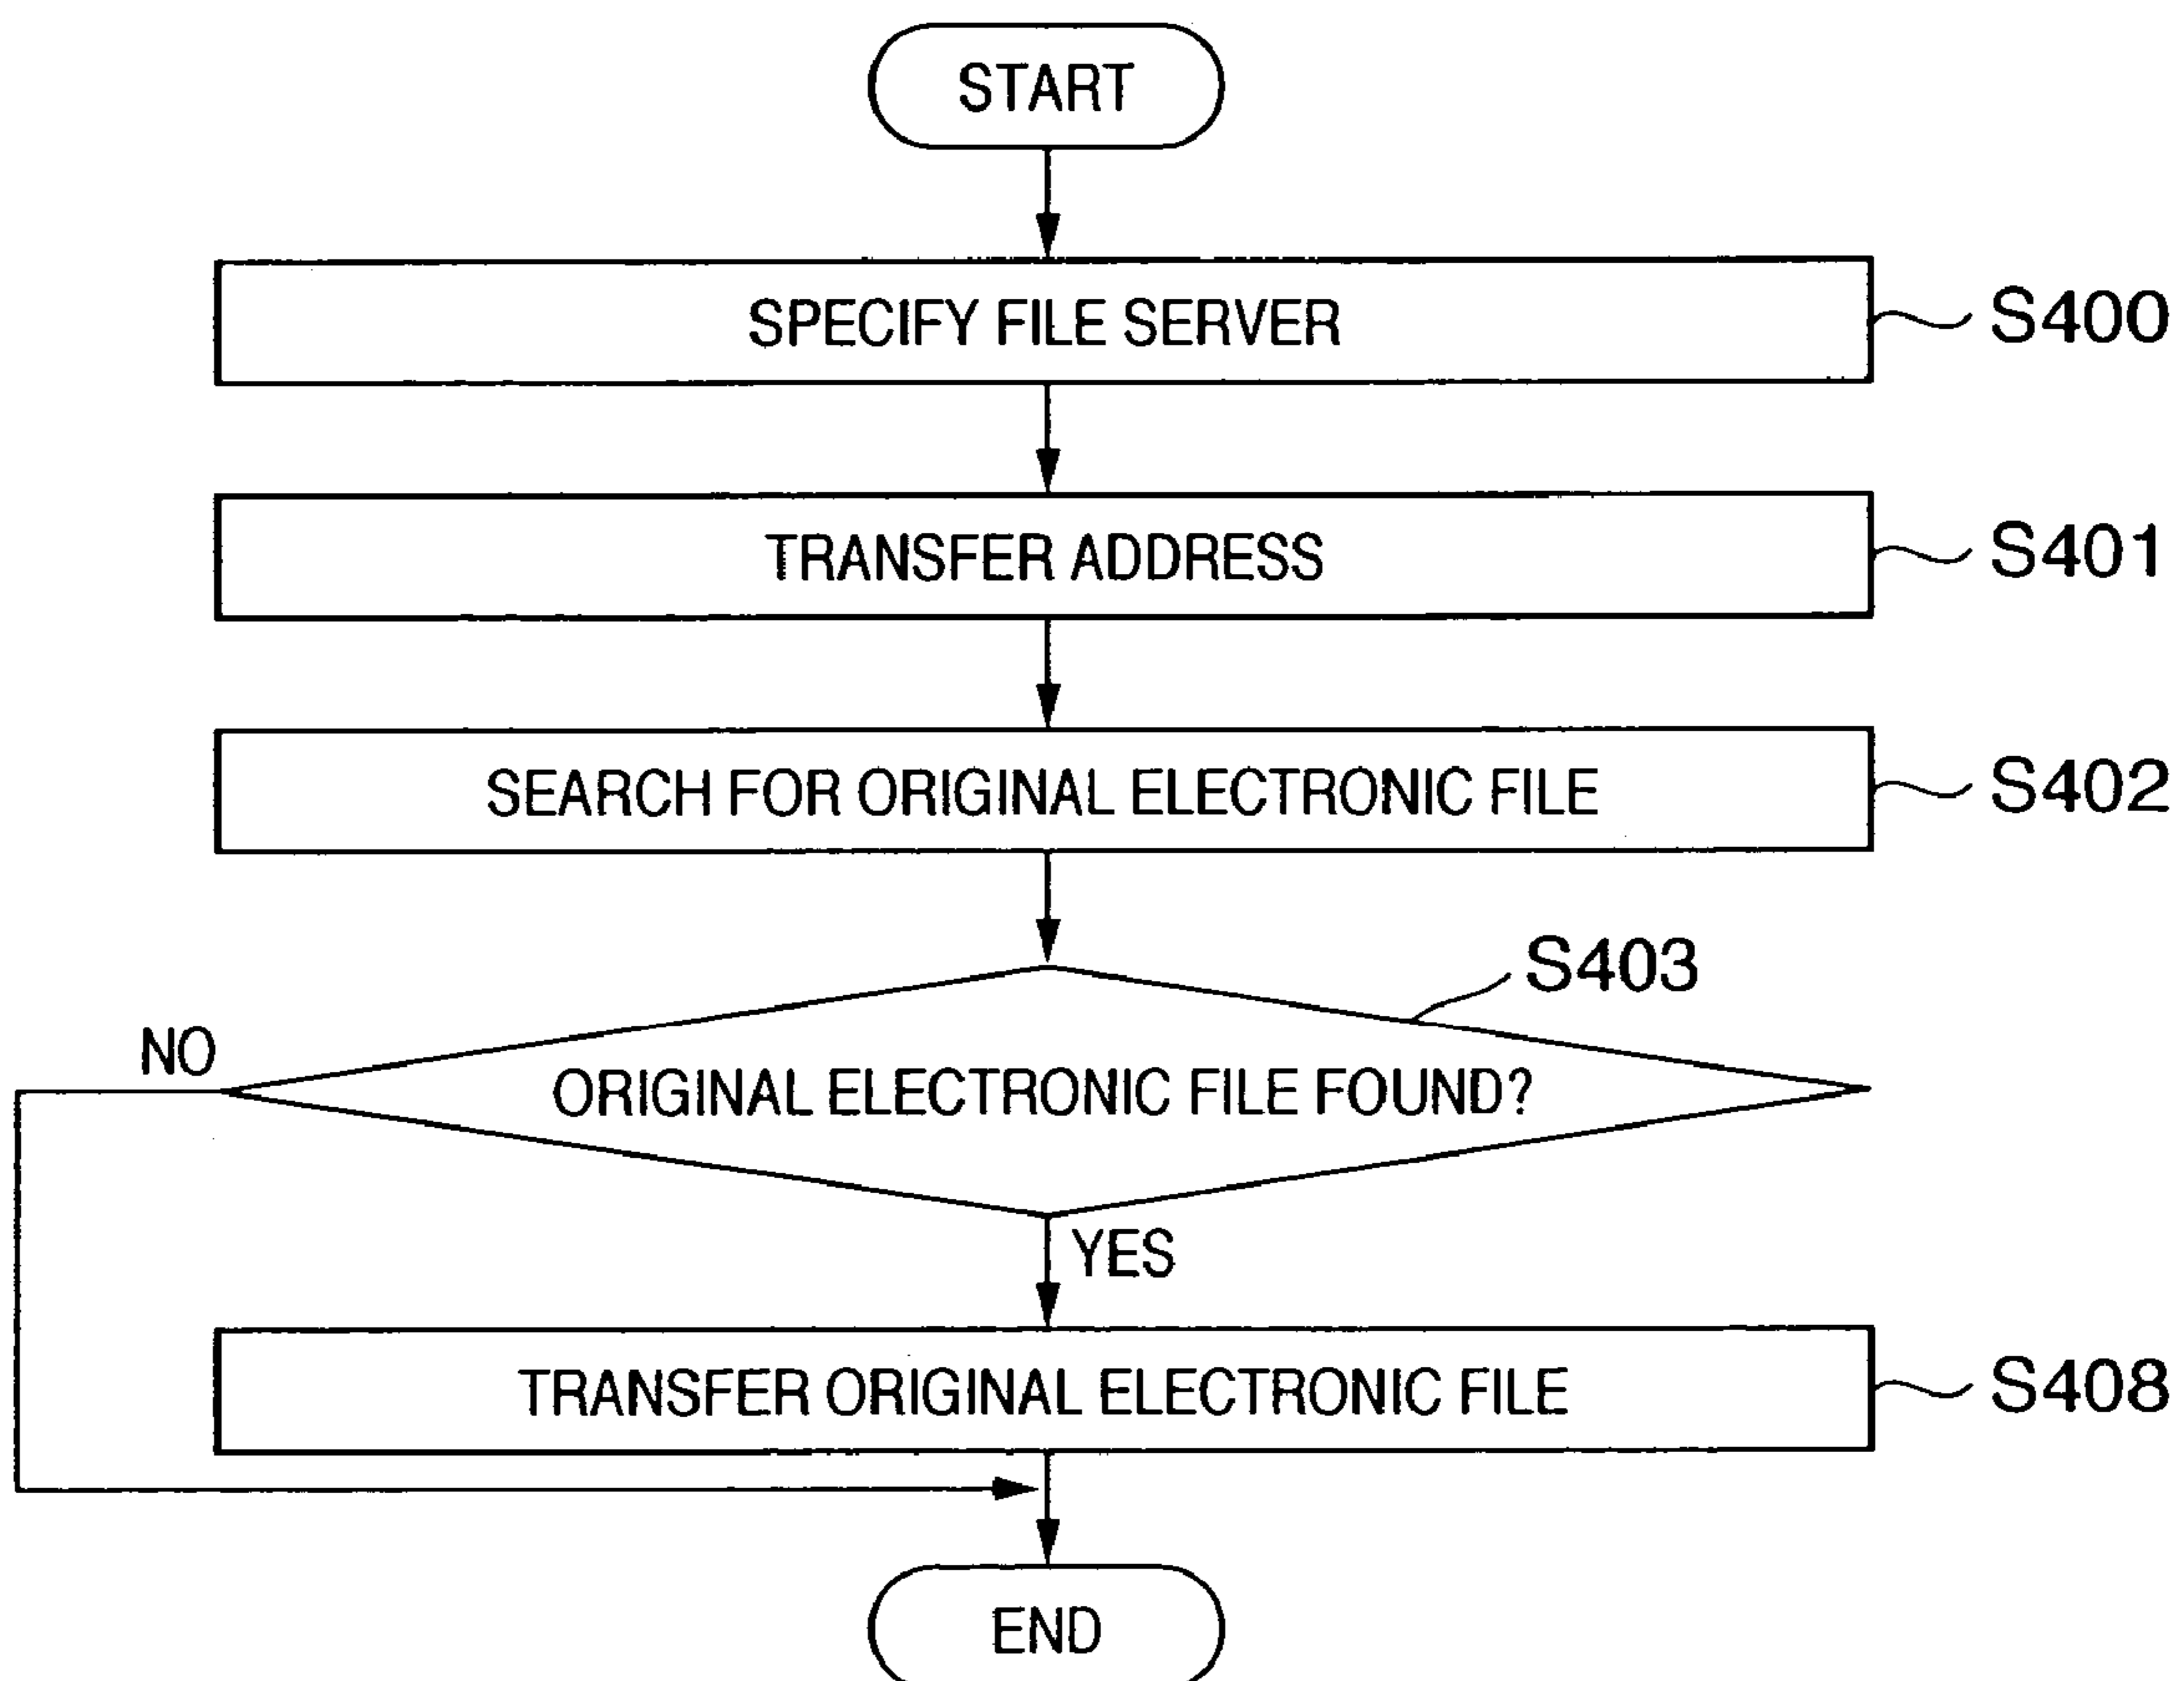 START
SPECIFY FILE SERVER
S400
TRANSFER ADDRESS
S401
SEARCH FOR ORIGINAL ELECTRONIC FILE
S402
S403
NO
ORIGINAL ELECTRONIC FILE FOUND?
YES
TRANSFER ORIGINAL ELECTRONIC FILE
S408
END